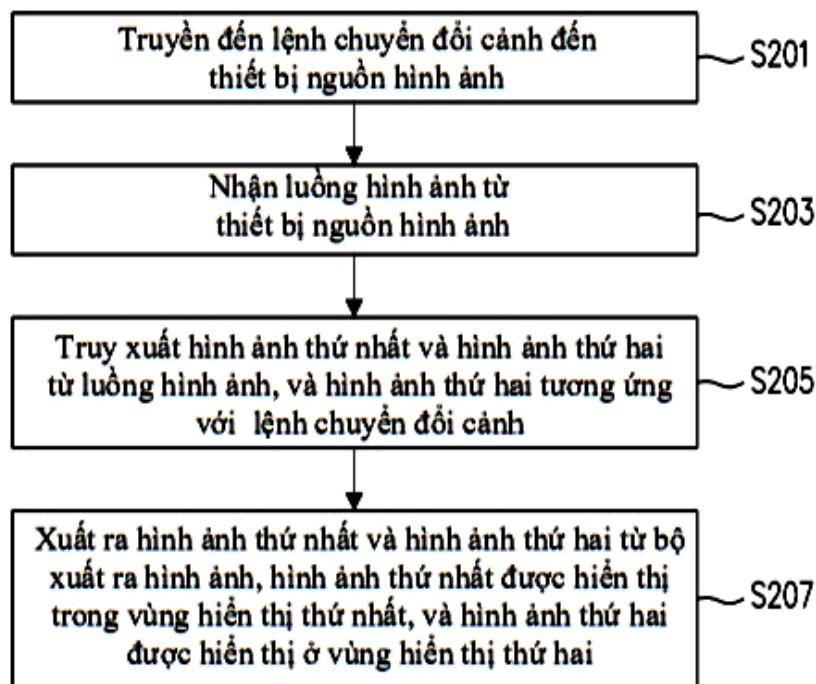 Truyền đến lệnh chuyển đổi cảnh đến
thiết bị nguồn hình ảnh
S201
Nhận luồng hình ảnh từ
thiết bị nguồn hình ảnh
S203
Truy xuất hình ảnh thứ nhất và hình ảnh thứ hai
từ luồng hình ảnh, và hình ảnh thứ hai tương ứng
với lệnh chuyển đổi cảnh
S205
Xuất ra hình ảnh thứ nhất và hình ảnh thứ hai từ bộ
xuất ra hình ảnh, hình ảnh thứ nhất được hiển thị
trong vùng hiển thị thứ nhất, và hình ảnh thứ hai
được hiển thị ở vùng hiển thị thứ hai
S207